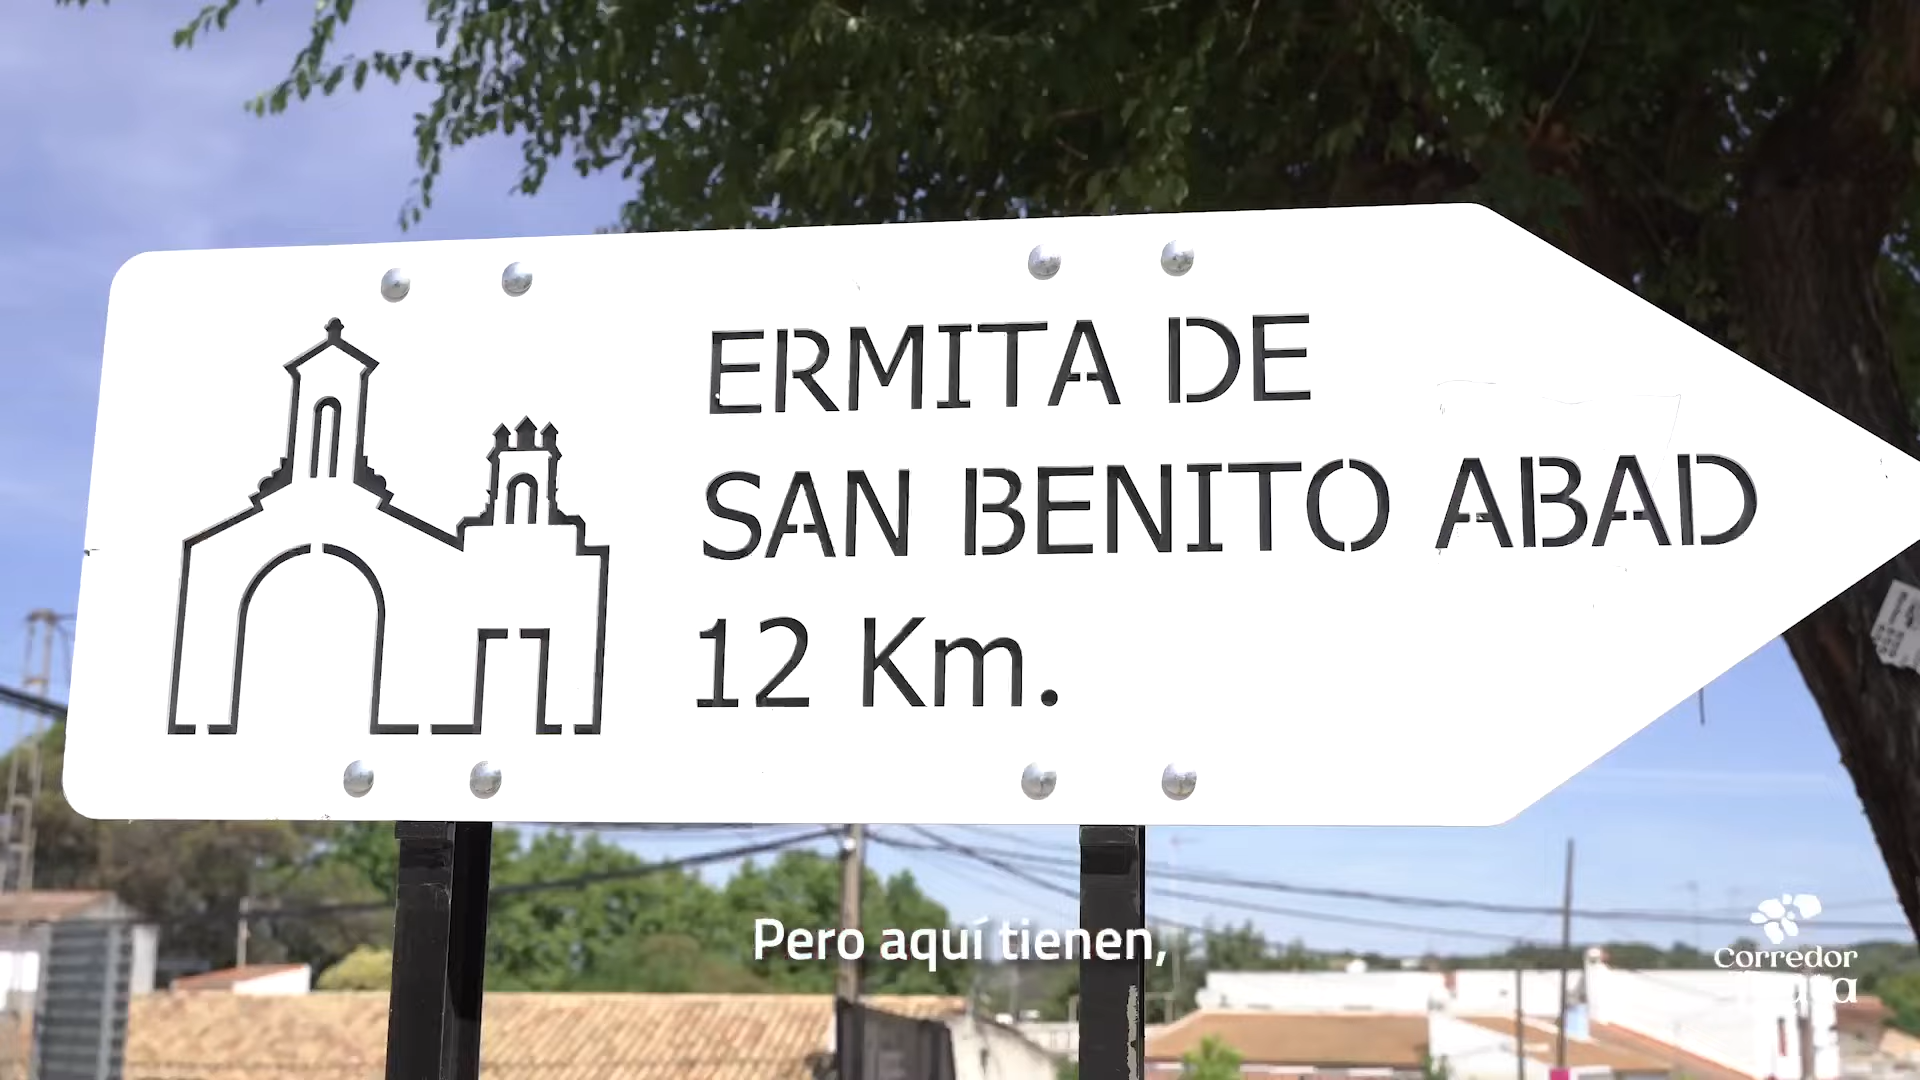 ERMITA DE
SAN BENITO ABAD
12 Km.
Pero aquí tienen,
Corredor